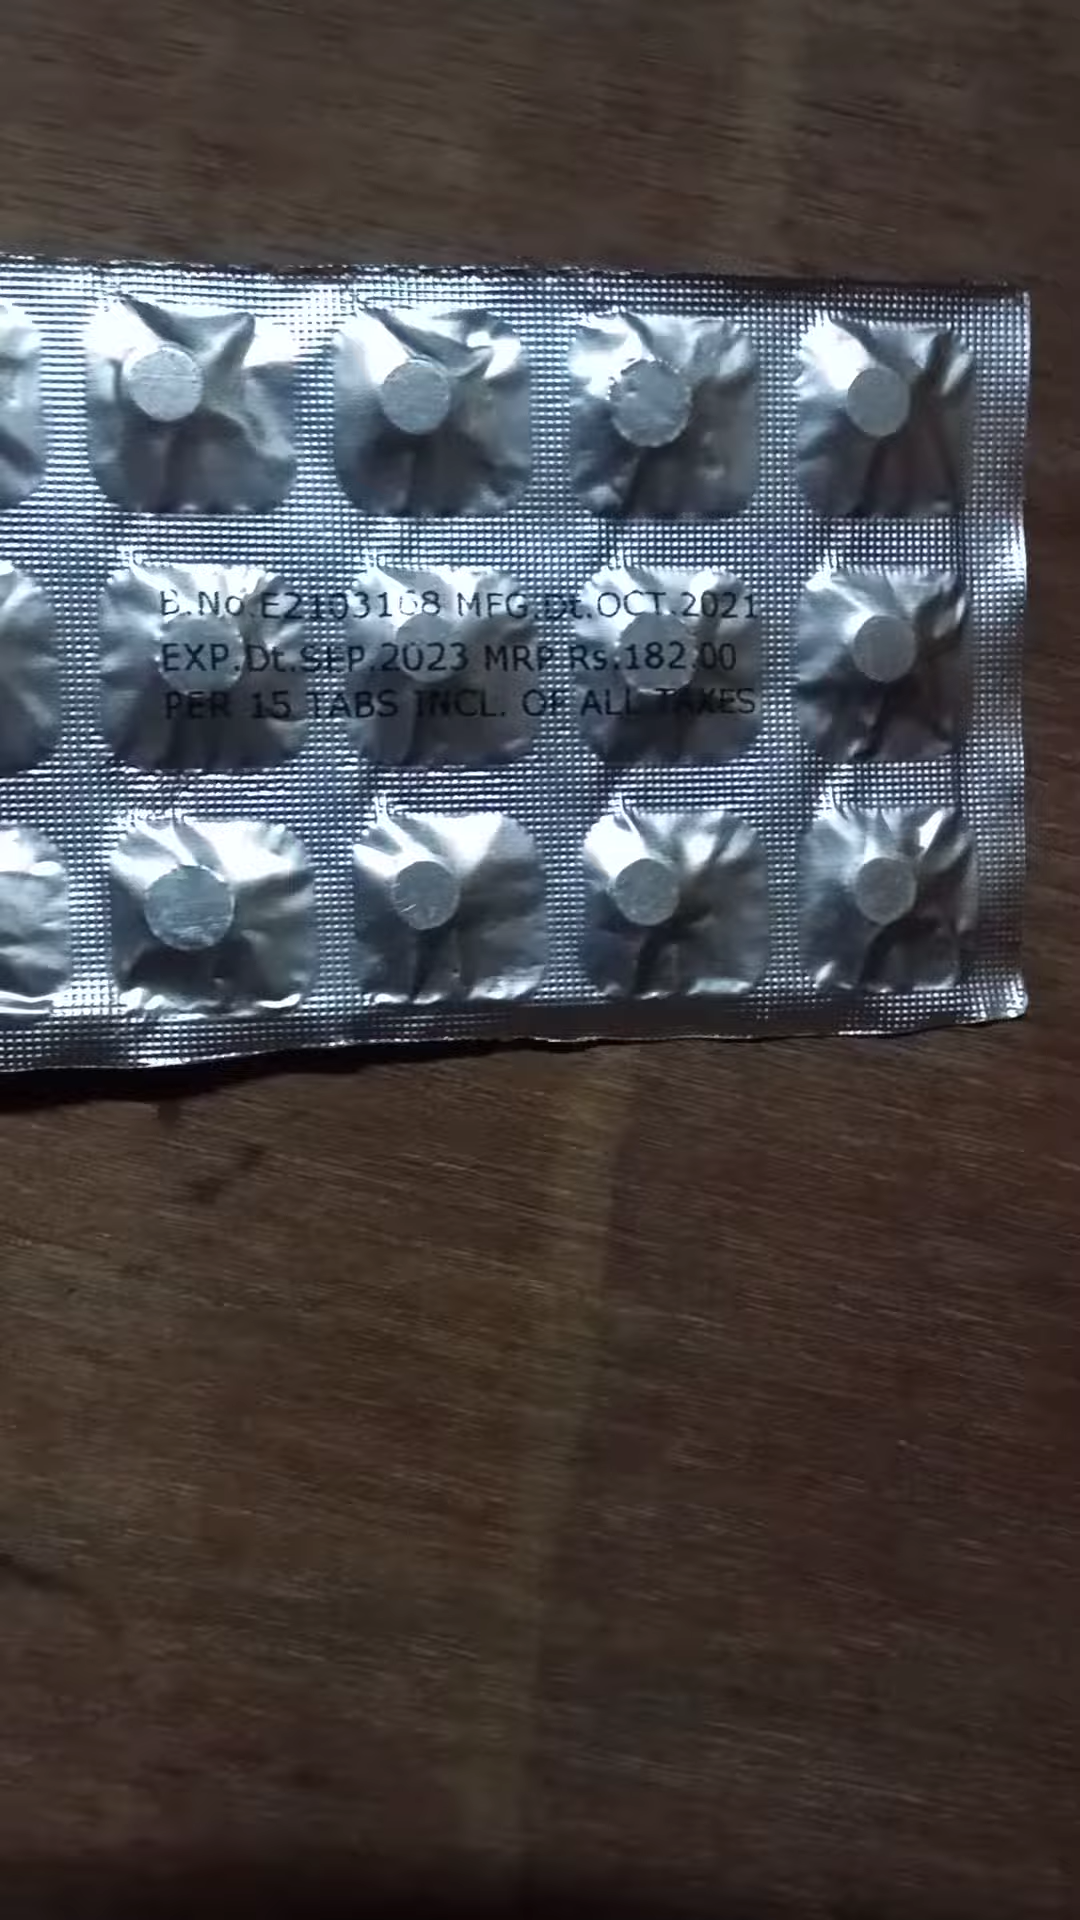 B.No.E2103168 MFG.Dt.OCT.2021
EXP.Dt.SEP.2023 MRP Rs.182.00
PER 15 TABS INCL. OF ALL TAXES